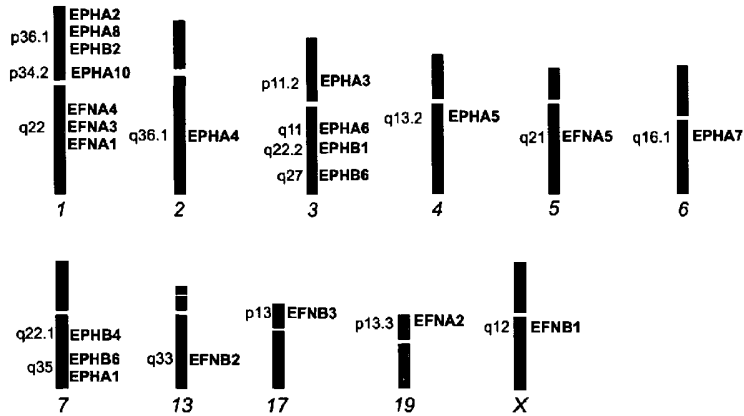 p36.1 EPHA2
EPHA8
EPHB2
p34.2 EPHA10
q22 EFNA4
EFNA3
EFNA1
1
q36.1 EPHA4
2
p11.2 EPHA3
q11 EPHA6
q22.2 EPHB1
q27 EPHB6
3
q13.2 EPHA5
4
q21 EFNA5
5
q16.1 EPHA7
6
q22.1 EPHB4
q35 EPHB6
EPHA1
7
q33 EFNB2
13
p13 EFNB3
17
p13.3 EFNA2
19
q12 EFNB1
X